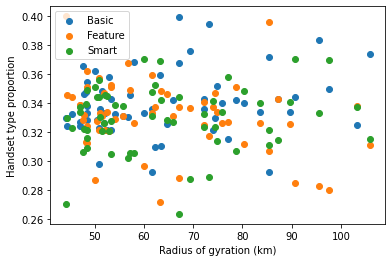 0.40
0.38
0.36
0.34
0.32
0.30
0.28
0.26
Handset type proportion
Basic
Feature
Smart
50
60
70
80
90
100
Radius of gyration (km)